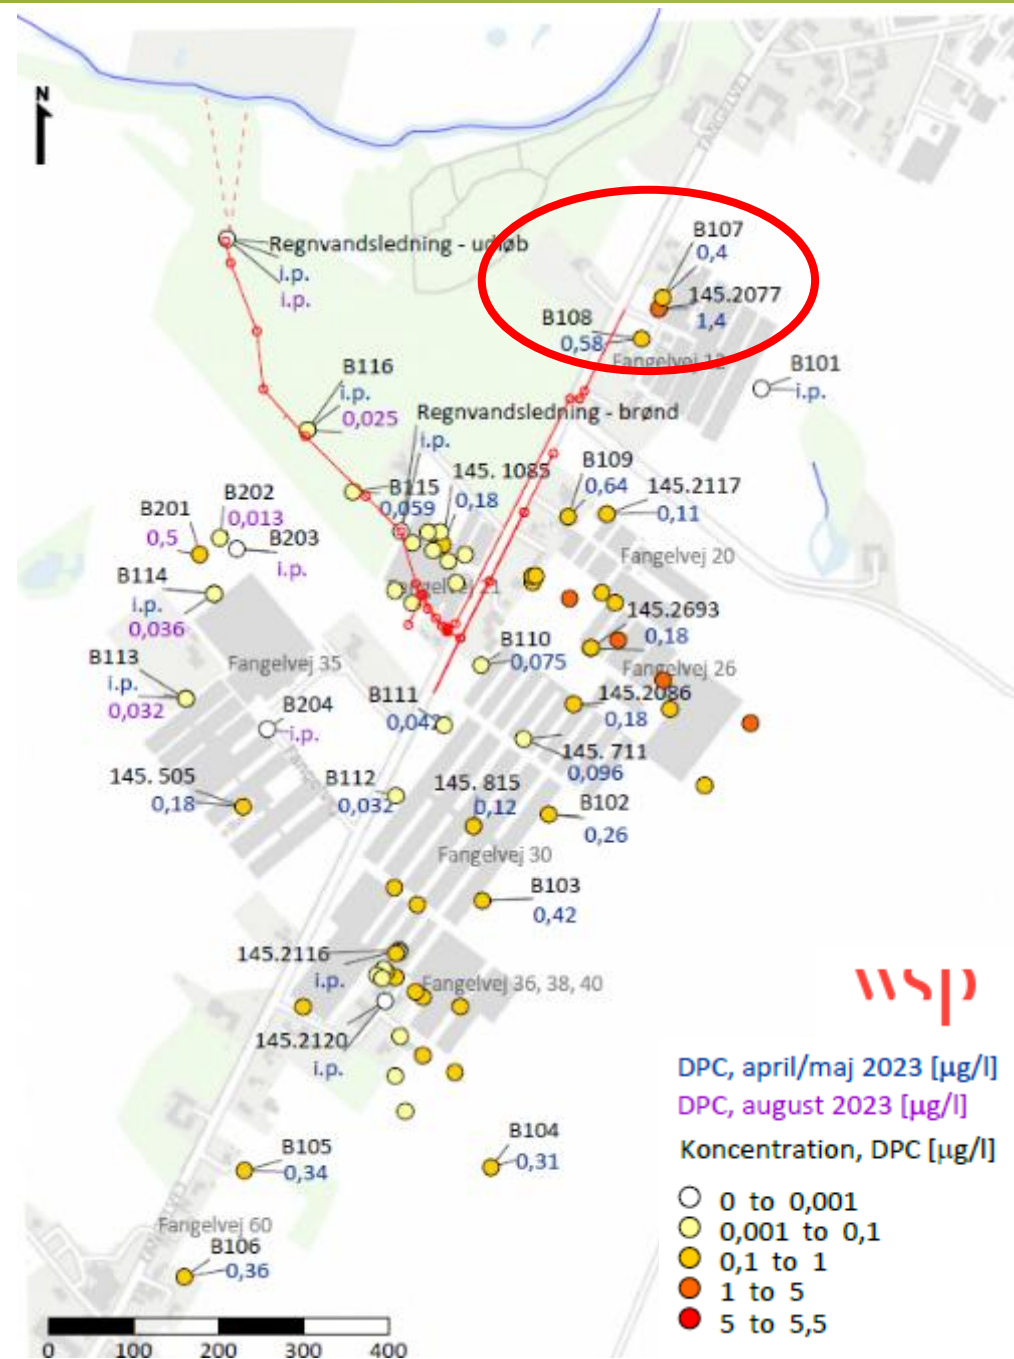 N
TANGELVEJ
B107
0,4
145.2077
1,4
B108
0,58
Fangelvej 12
B101
i.p.
Regnvandsledning - udløb
i.p.
i.p.
B116
i.p.
0,025
Regnvandsledning - brønd
i.p.
B115
0,059
145. 1085
0,18
B109
0,64
145.2117
0,11
B202
0,013
B201
0,5
B203
i.p.
Fangelvej 20
B114
i.p.
0,036
Fangelvej 21
145.2693
0,18
B110
0,075
Fangelvej 26
B113
i.p.
0,032
Fangelvej 35
B204
i.p.
B111
0,042
145.2086
0,18
145. 711
0,096
145. 505
0,18
B112
0,032
145. 815
0,12
B102
0,26
Fangelvej 30
B103
0,42
145.2116
i.p.
Fangelvej 36, 38, 40
145.2120
i.p.
B105
0,34
B104
0,31
Fangelvej 60
B106
0,36
wsp
DPC, april/maj 2023 [µg/l]
DPC, august 2023 [µg/l]
Koncentration, DPC [µg/l]
0 to 0,001
0,001 to 0,1
0,1 to 1
1 to 5
5 to 5,5
0 100 200 300 400